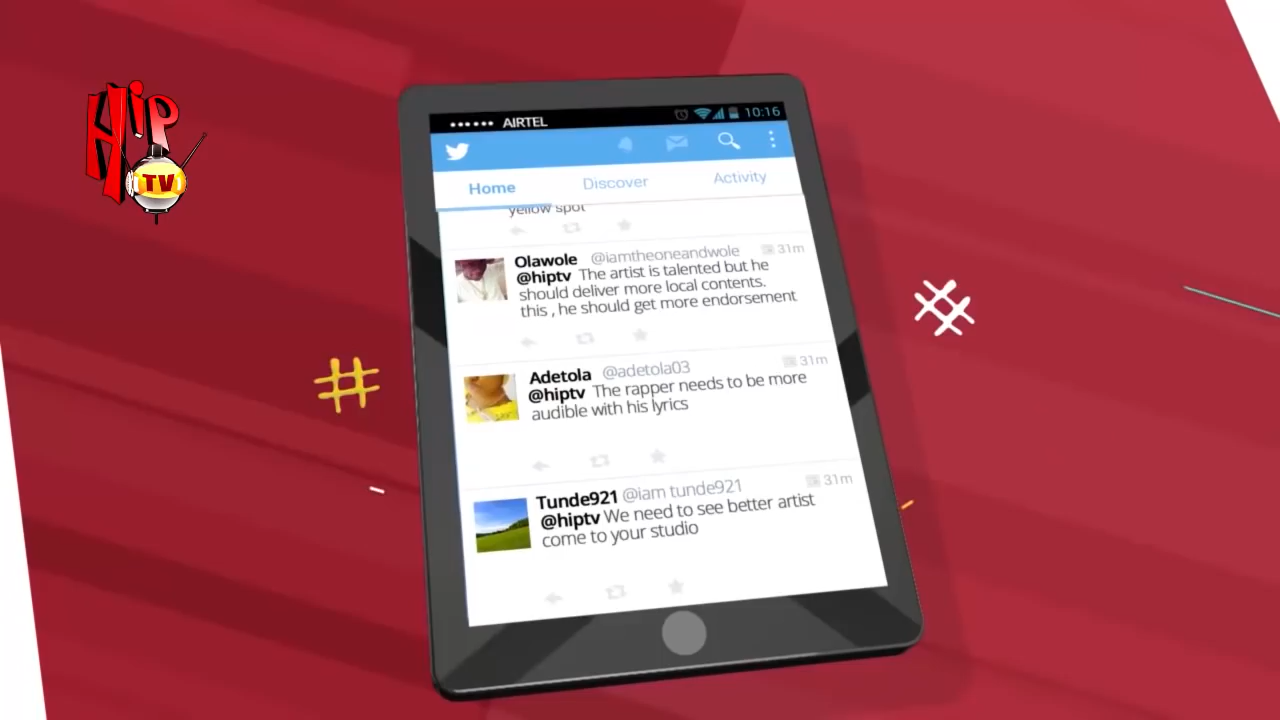 HiP
TV
AIRTEL
10:16
Home
Discover
Activity
yellow spot
Olawole @iamtheoneandwole 31m
@hiptv The artist is talented but he
should deliver more local contents.
this , he should get more endorsement
Adetola @adetola03 31m
@hiptv The rapper needs to be more
audible with his lyrics
Tunde921 @iam tunde921 31m
@hiptv We need to see better artist
come to your studio